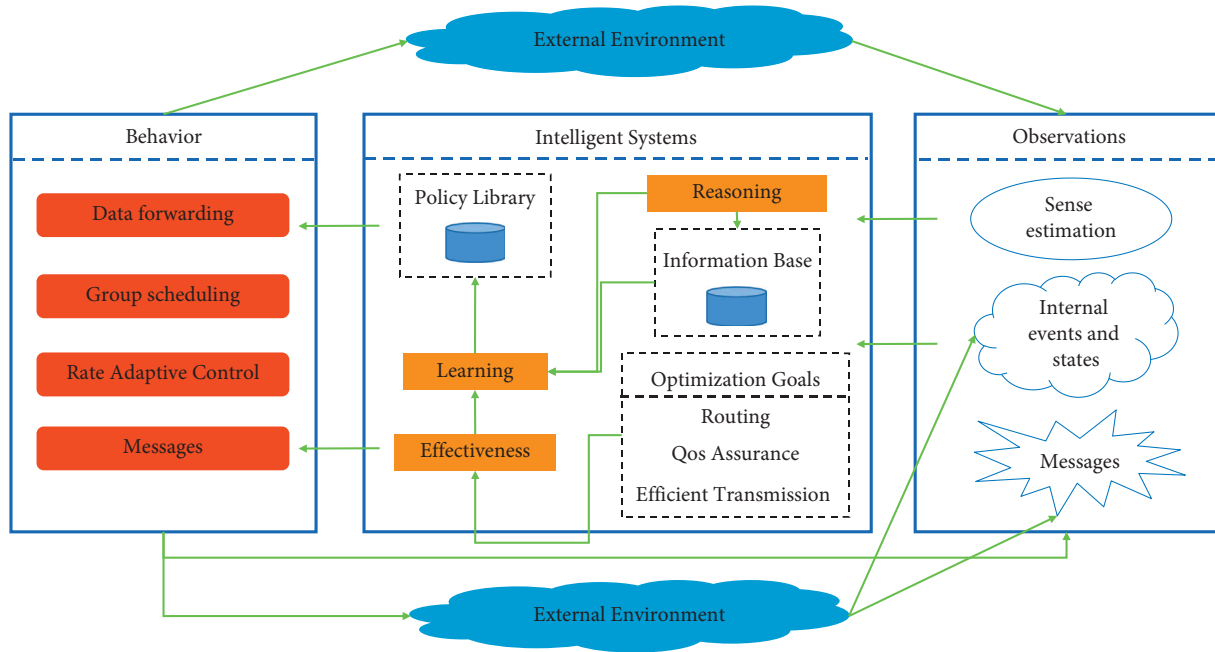 External Environment
Behavior
Data forwarding
Group scheduling
Rate Adaptive Control
Messages
Intelligent Systems
Policy Library
Reasoning
Information Base
Learning
Effectiveness
Optimization Goals
Routing
Qos Assurance
Efficient Transmission
Observations
Sense
estimation
Internal
events and
states
Messages
External Environment